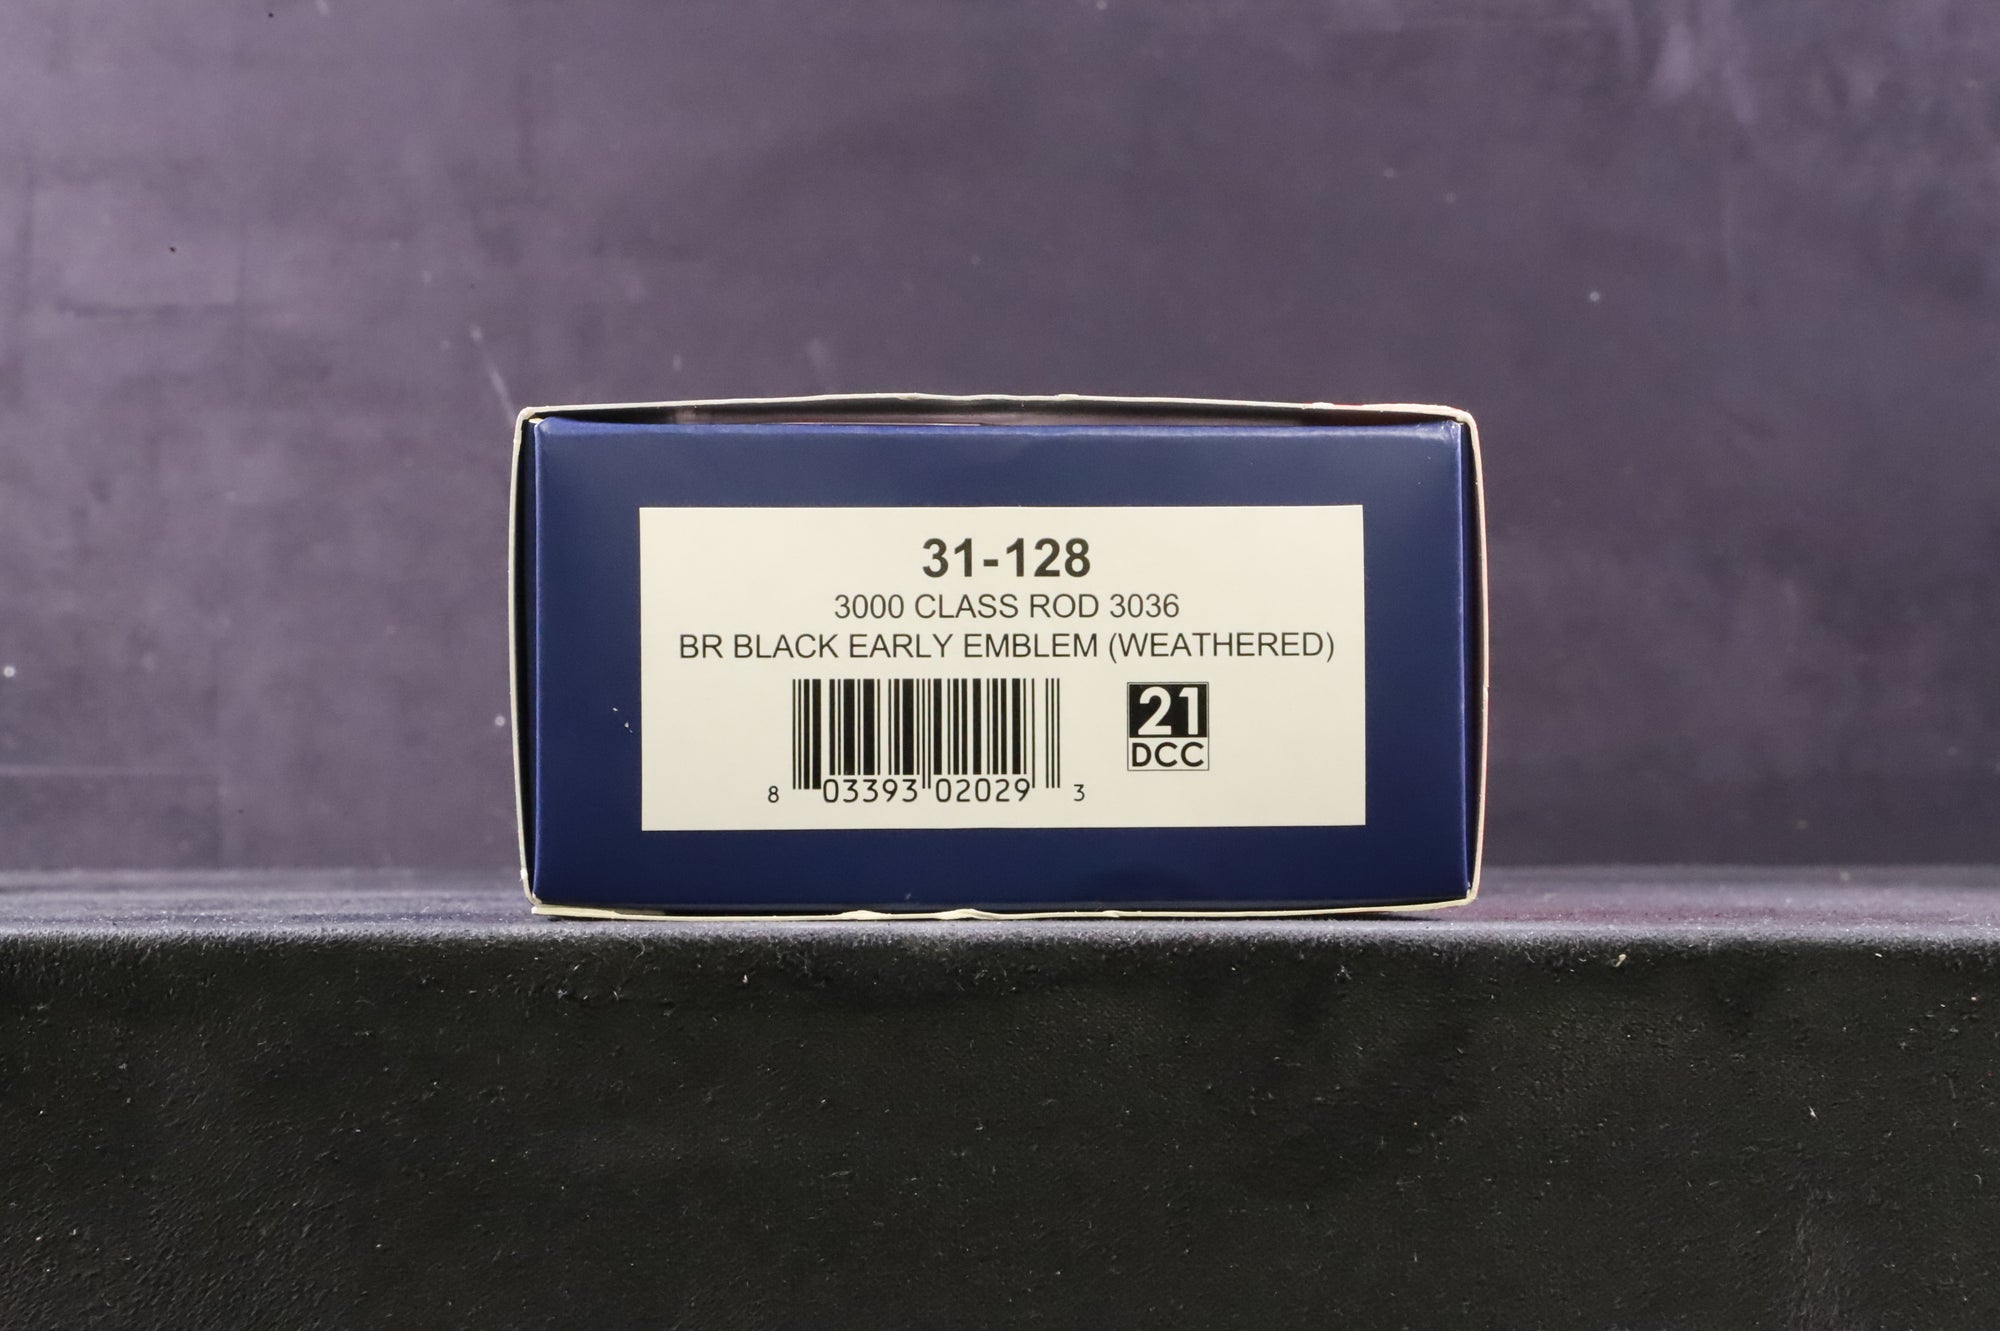 31-128
3000 CLASS ROD 3036
BR BLACK EARLY EMBLEM (WEATHERED)
21
DCC
8 03393 02029 3